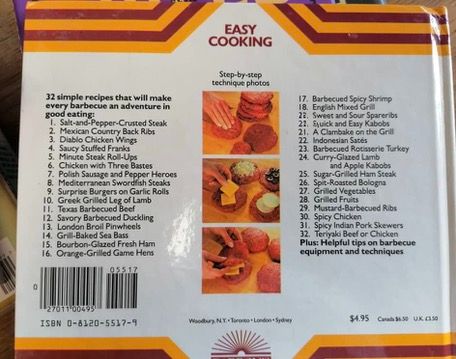 EASY
COOKING
Step-by-step
technique photos
32 simple recipes that will make
every barbecue an adventure in
good eating:
1. Salt-and-Pepper-Crusted Steak
2. Mexican Country Back Ribs
3. Diablo Chicken Wings
4. Saucy Stuffed Franks
5. Minute Steak Roll-Ups
6. Chicken with Three Bastes
7. Polish Sausage and Pepper Heroes
8. Mediterranean Swordfish Steaks
9. Surprise Burgers on Garlic Rolls
10. Greek Grilled Leg of Lamb
11. Texas Barbecued Beef
12. Savory Barbecued Duckling
13. London Broil Pinwheels
14. Grill-Baked Sea Bass
15. Bourbon-Glazed Fresh Ham
16. Orange-Grilled Game Hens
17. Barbecued Spicy Shrimp
18. English Mixed Grill
Sweet and Sour Spareribs
Quick and Easy Kabobs
21. A Clambake on the Grill
22. Indonesian Satés
23. Barbecued Rotisserie Turkey
24. Curry-Glazed Lamb
and Apple Kabobs
25. Sugar-Grilled Ham Steak
26. Spit-Roasted Bologna
27. Grilled Vegetables
28. Grilled Fruits
29. Mustard-Barbecued Ribs
30. Spicy Chicken
31. Spicy Indian Pork Skewers
32. Teriyaki Beef or Chicken
Plus: Helpful tips on barbecue
equipment and techniques
05517
0
27011 00495
ISBN 0-8120-5517-9
Woodbury, N.Y. • Toronto • London • Sydney
$4.95 Canada $6.50 U.K. £3.50